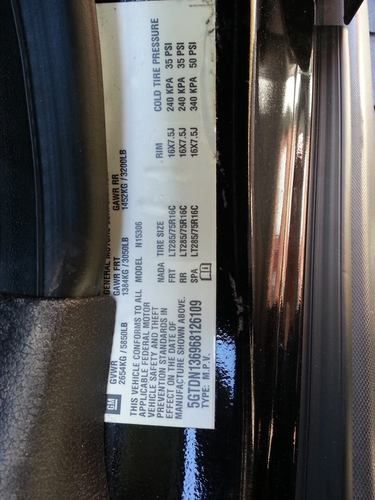 GM
GENERAL MOTORS
GVWR GAWR FRT GAWR RR
2654KG / 5850LB 1384KG / 3050LB 1452KG / 3200LB
THIS VEHICLE CONFORMS TO ALL MODEL N15306
APPLICABLE FEDERAL MOTOR
VEHICLE SAFETY AND THEFT
PREVENTION STANDARDS IN
EFFECT ON THE DATE OF
MANUFACTURE SHOWN ABOVE.
5GTDN136968126109
TYPE: M.P.V.
NADA TIRE SIZE RIM COLD TIRE PRESSURE
FRT LT285/75R16C 16X7.5J 240 KPA 35 PSI
RR LT285/75R16C 16X7.5J 240 KPA 35 PSI
SPA LT285/75R16C 16X7.5J 340 KPA 50 PSI